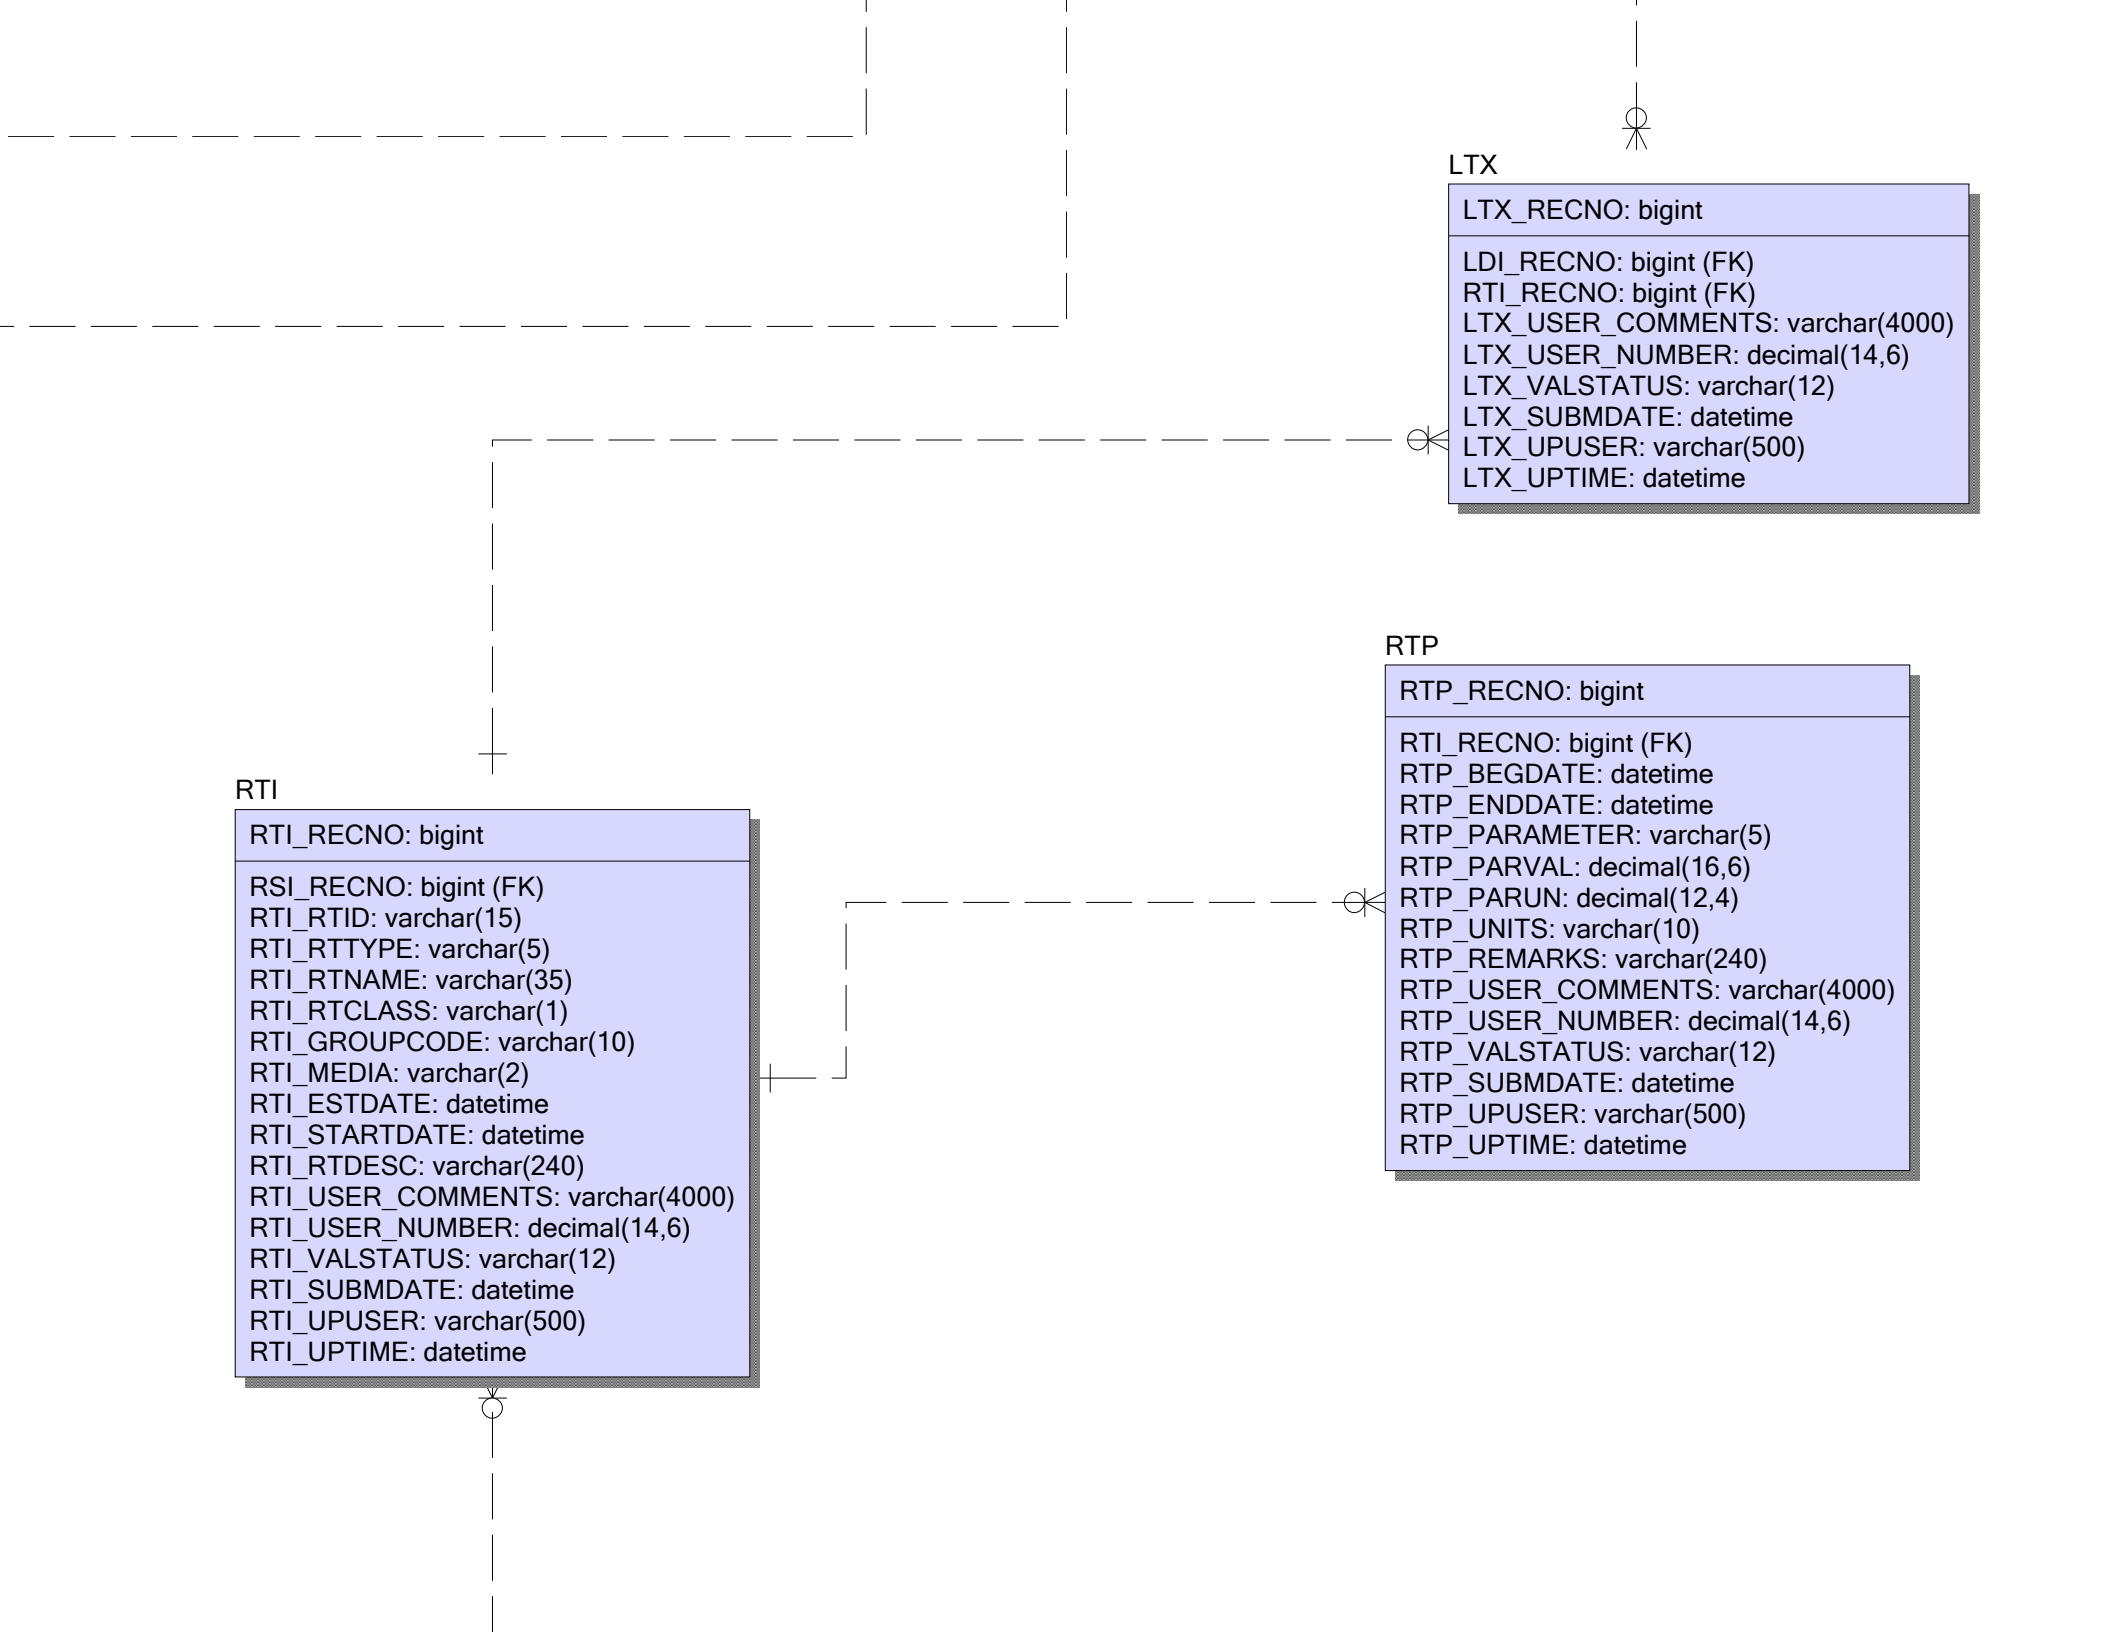 LTX
LTX_RECNO: bigint
LDI_RECNO: bigint (FK)
RTI_RECNO: bigint (FK)
LTX_USER_COMMENTS: varchar(4000)
LTX_USER_NUMBER: decimal(14,6)
LTX_VALSTATUS: varchar(12)
LTX_SUBMDATE: datetime
LTX_UPUSER: varchar(500)
LTX_UPTIME: datetime
RTP
RTP_RECNO: bigint
RTI_RECNO: bigint (FK)
RTP_BEGDATE: datetime
RTP_ENDDATE: datetime
RTP_PARAMETER: varchar(5)
RTP_PARVAL: decimal(16,6)
RTP_PARUN: decimal(12,4)
RTP_UNITS: varchar(10)
RTP_REMARKS: varchar(240)
RTP_USER_COMMENTS: varchar(4000)
RTP_USER_NUMBER: decimal(14,6)
RTP_VALSTATUS: varchar(12)
RTP_SUBMDATE: datetime
RTP_UPUSER: varchar(500)
RTP_UPTIME: datetime
RTI
RTI_RECNO: bigint
RSI_RECNO: bigint (FK)
RTI_RTID: varchar(15)
RTI_RTTYPE: varchar(5)
RTI_RTNAME: varchar(35)
RTI_RTCLASS: varchar(1)
RTI_GROUPCODE: varchar(10)
RTI_MEDIA: varchar(2)
RTI_ESTDATE: datetime
RTI_STARTDATE: datetime
RTI_RTDESC: varchar(240)
RTI_USER_COMMENTS: varchar(4000)
RTI_USER_NUMBER: decimal(14,6)
RTI_VALSTATUS: varchar(12)
RTI_SUBMDATE: datetime
RTI_UPUSER: varchar(500)
RTI_UPTIME: datetime